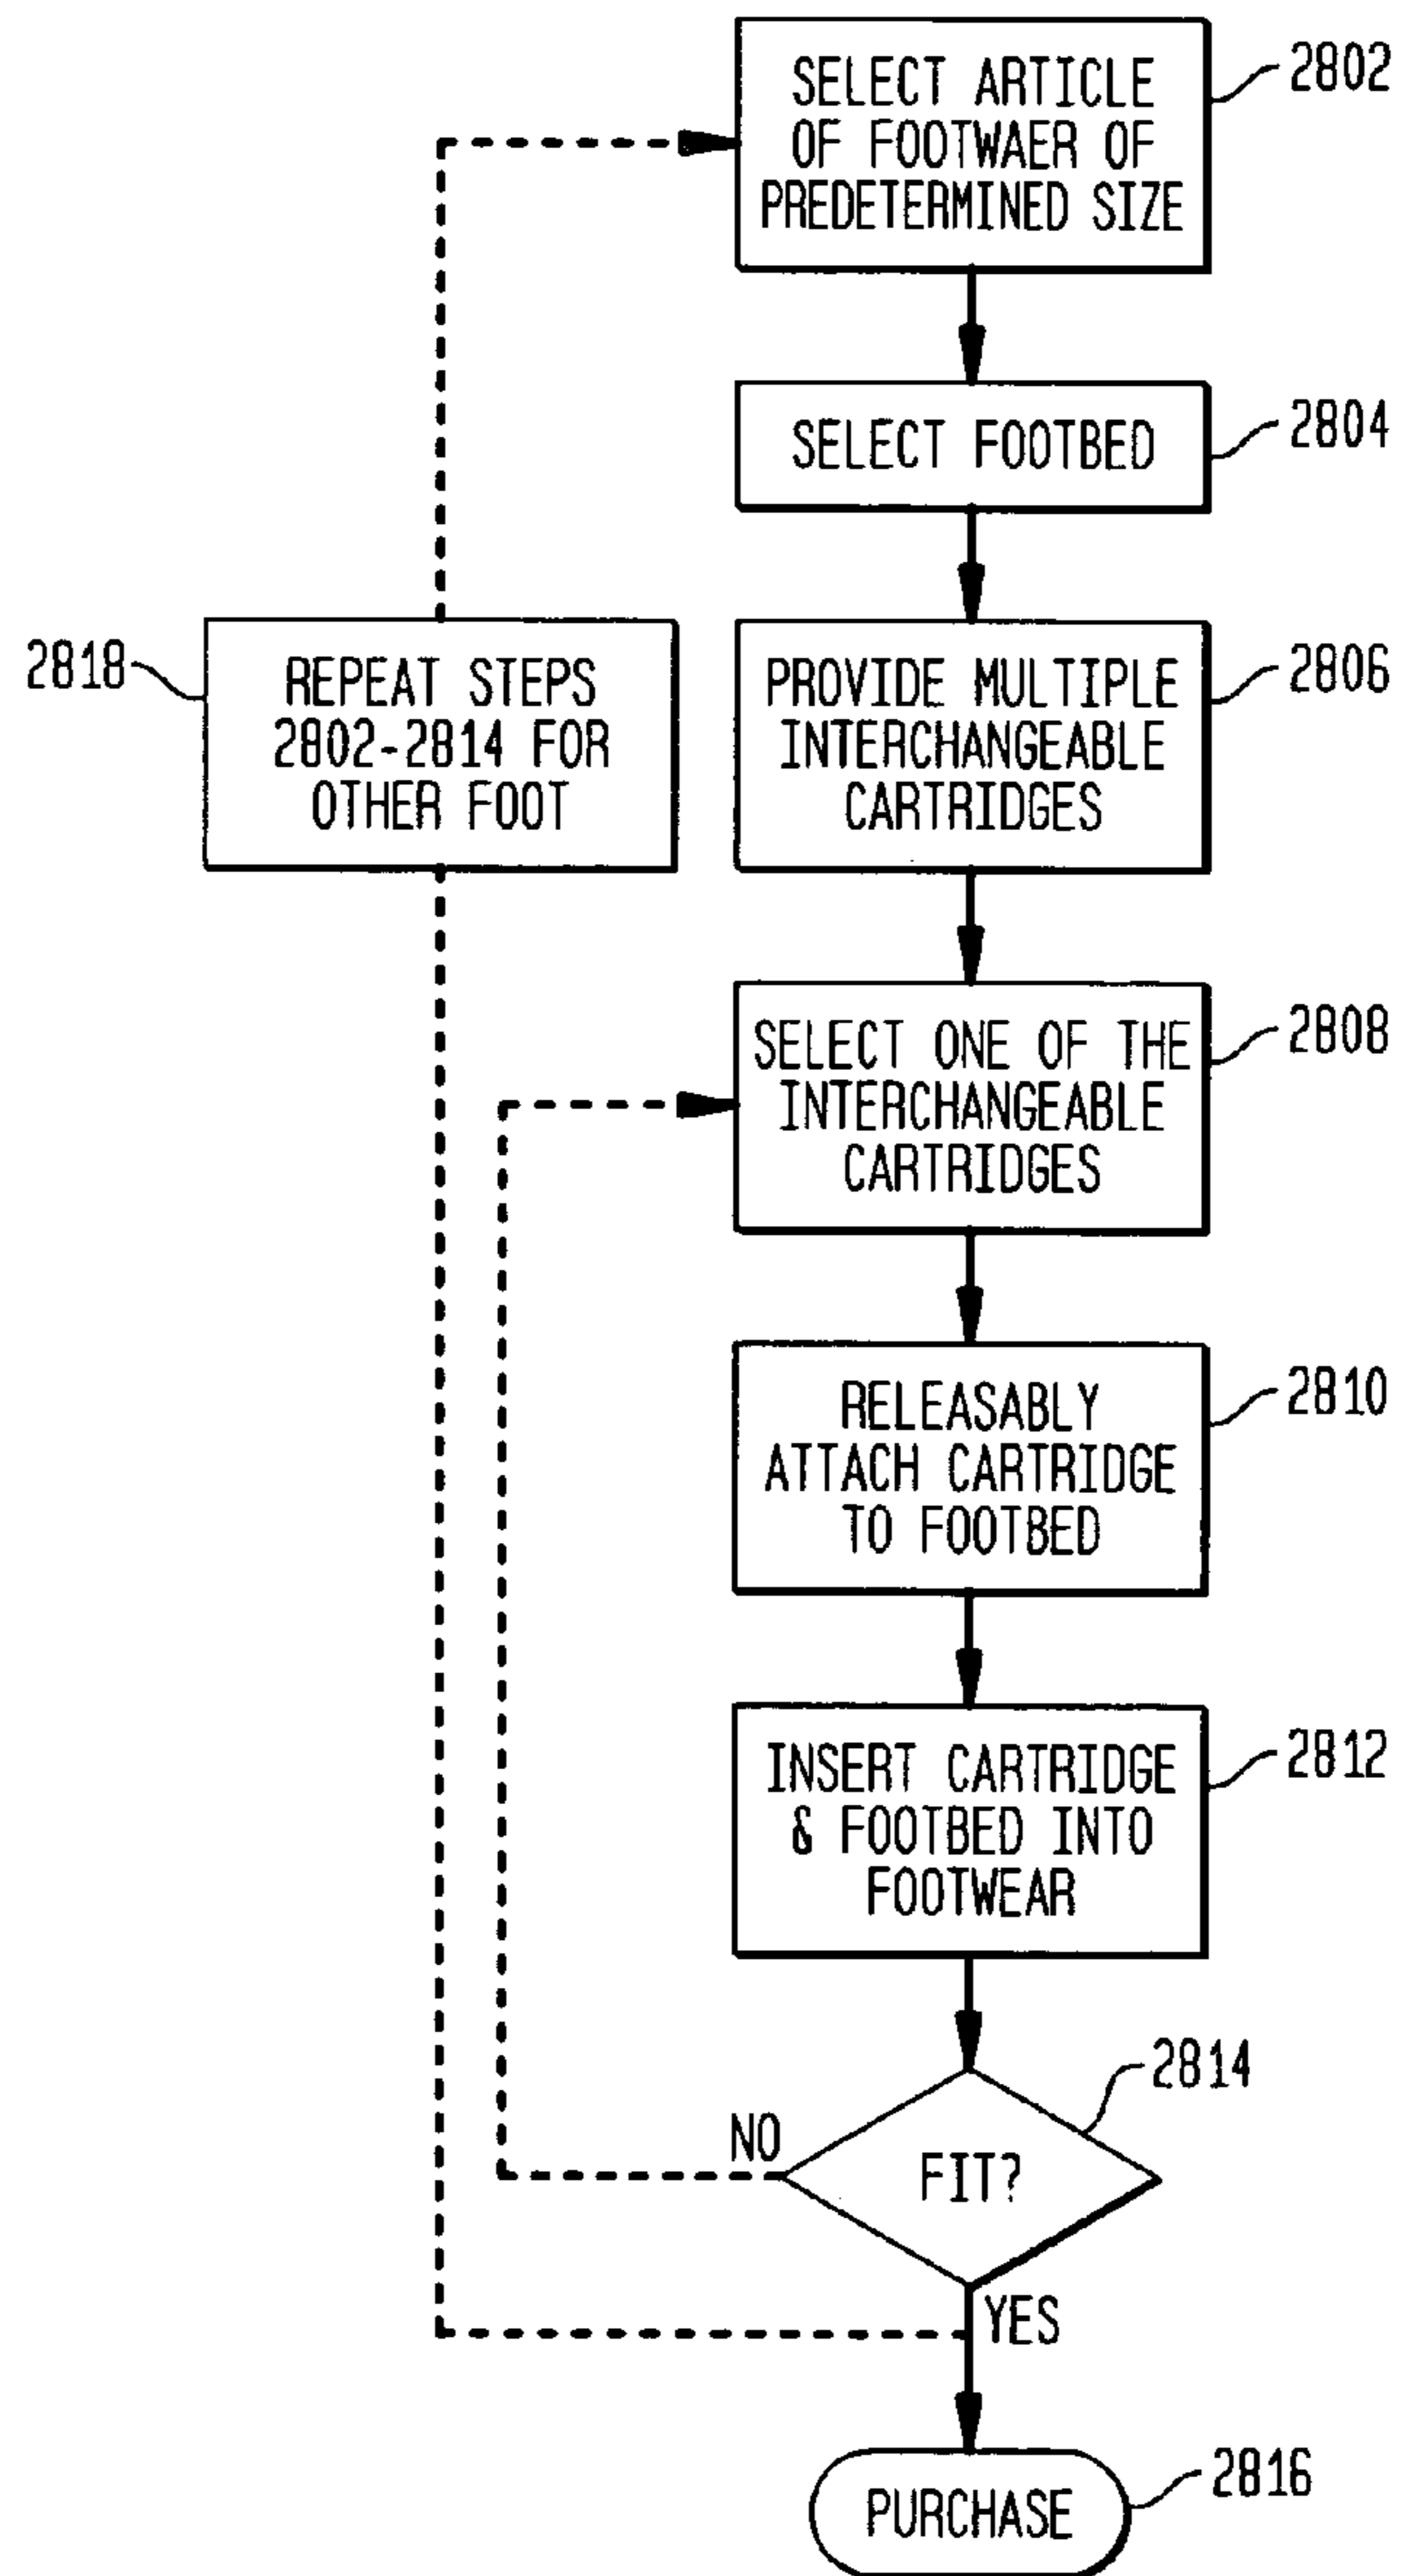 SELECT ARTICLE
OF FOOTWAER OF
PREDETERMINED SIZE
2802
SELECT FOOTBED
2804
2818
REPEAT STEPS
2802-2814 FOR
OTHER FOOT
PROVIDE MULTIPLE
INTERCHANGEABLE
CARTRIDGES
2806
SELECT ONE OF THE
INTERCHANGEABLE
CARTRIDGES
2808
RELEASABLY
ATTACH CARTRIDGE
TO FOOTBED
2810
INSERT CARTRIDGE
& FOOTBED INTO
FOOTWEAR
2812
2814
NO
FIT?
YES
PURCHASE
2816